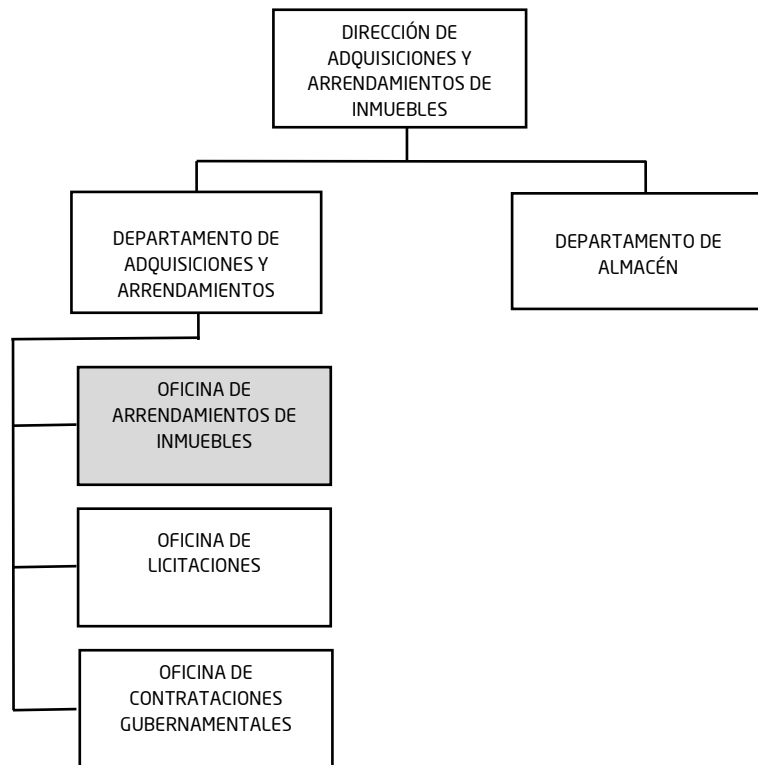 DIRECCIÓN DE
ADQUISICIONES Y
ARRENDAMIENTOS DE
INMUEBLES
DEPARTAMENTO DE
ADQUISICIONES Y
ARRENDAMIENTOS
DEPARTAMENTO DE
ALMACÉN
OFICINA DE
ARRENDAMIENTOS DE
INMUEBLES
OFICINA DE
LICITACIONES
OFICINA DE
CONTRATACIONES
GUBERNAMENTALES